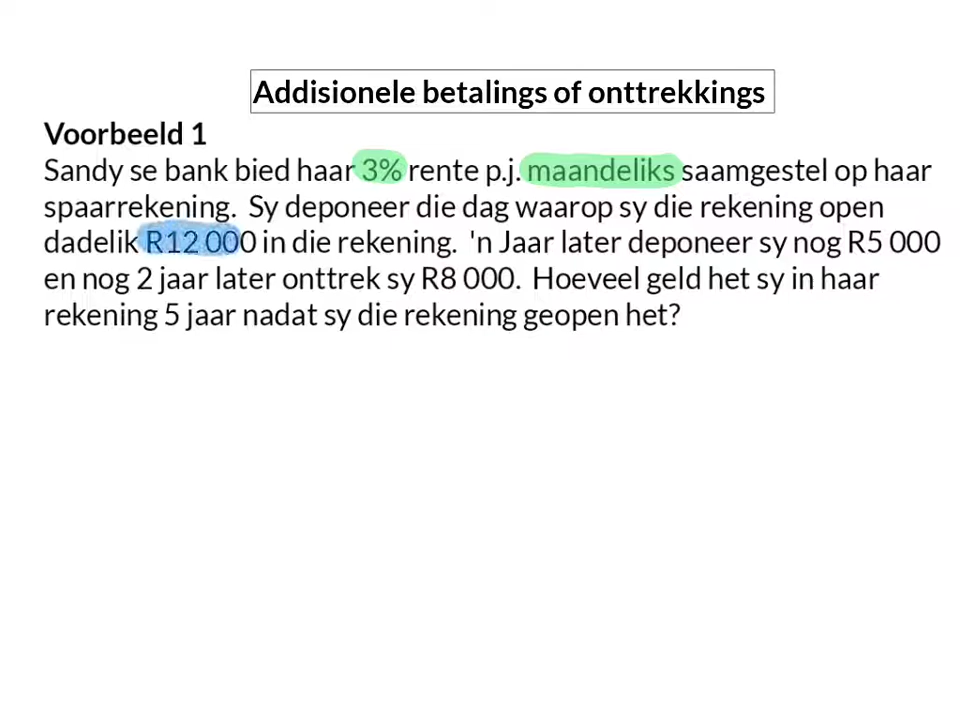 Addisionele betalings of onttrekkings
Voorbeeld 1
Sandy se bank bied haar 3% rente p.j. maandeliks saamgestel op haar
spaarrekening. Sy deponeer die dag waarop sy die rekening open
dadelik R12 000 in die rekening. 'n Jaar later deponeer sy nog R5 000
en nog 2 jaar later onttrek sy R8 000. Hoeveel geld het sy in haar
rekening 5 jaar nadat sy die rekening geopen het?